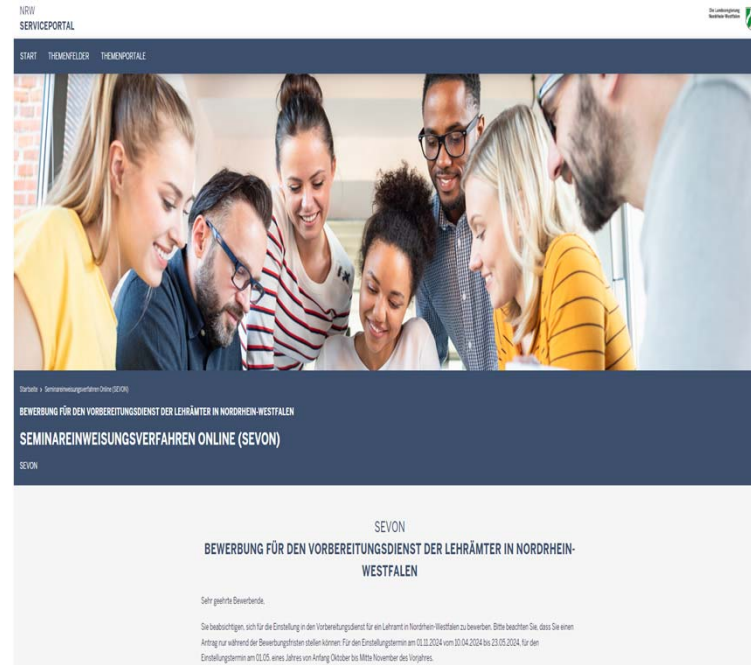 NRW
SERVICEPORTAL
Die Landesregierung
Nordrhein-Westfalen
START THEMENFELDER THEMENPORTALE
Startseite › Seminareinweisungsverfahren Online (SEVON)
BEWERBUNG FÜR DEN VORBEREITUNGSDIENST DER LEHRÄMTER IN NORDRHEIN-WESTFALEN
SEMINAREINWEISUNGSVERFAHREN ONLINE (SEVON)
SEVON
SEVON
BEWERBUNG FÜR DEN VORBEREITUNGSDIENST DER LEHRÄMTER IN NORDRHEIN-
WESTFALEN
Sehr geehrte Bewerbende,
Sie beabsichtigen, sich für die Einstellung in den Vorbereitungsdienst für ein Lehramt in Nordrhein-Westfalen zu bewerben. Bitte beachten Sie, dass Sie einen
Antrag nur während der Bewerbungsfristen stellen können: Für den Einstellungstermin am 01.11.2024 vom 10.04.2024 bis 23.05.2024, für den
Einstellungstermin am 01.05. eines Jahres von Anfang Oktober bis Mitte November des Vorjahres.